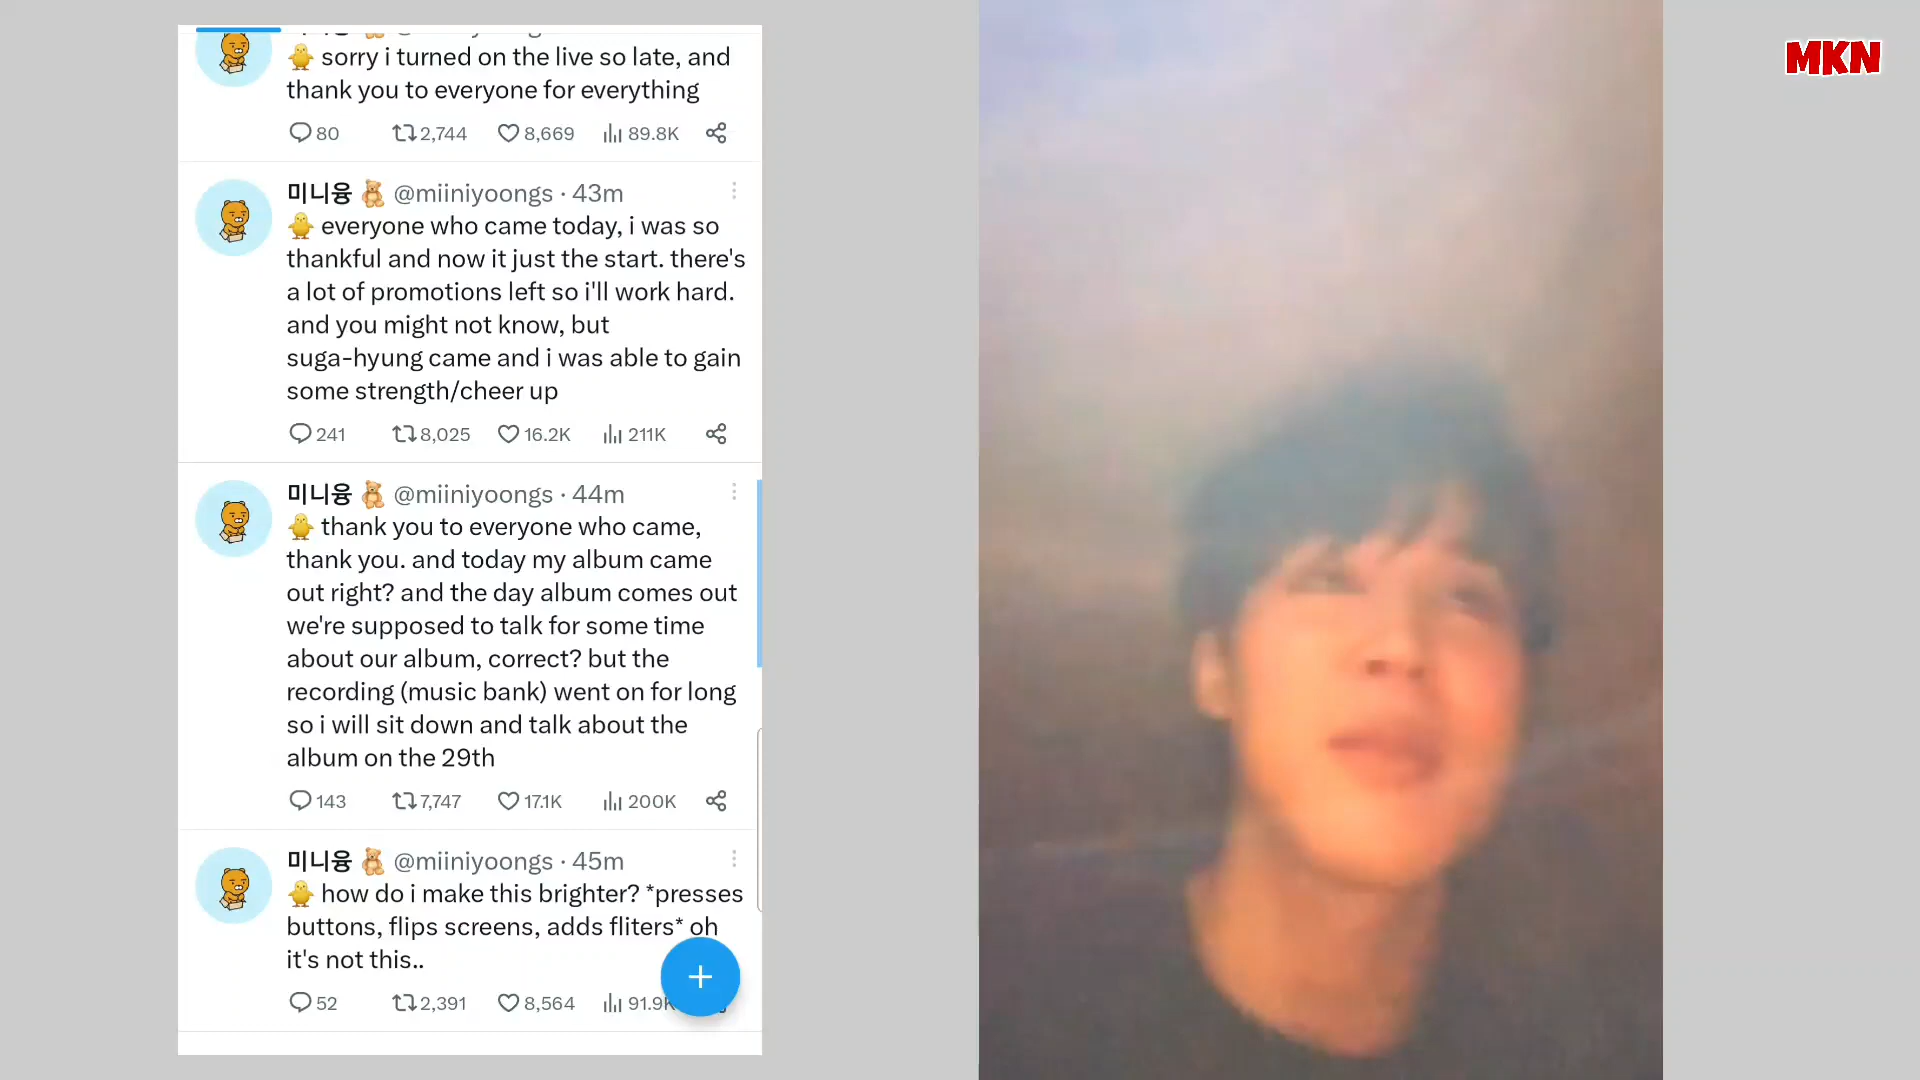 sorry i turned on the live so late, and
thank you to everyone for everything
80 2,744 8,669 89.8K
미니융 @miiniyoongs · 43m
everyone who came today, i was so
thankful and now it just the start. there's
a lot of promotions left so i'll work hard.
and you might not know, but
suga-hyung came and i was able to gain
some strength/cheer up
241 8,025 16.2K 211K
미니융 @miiniyoongs · 44m
thank you to everyone who came,
thank you. and today my album came
out right? and the day album comes out
we're supposed to talk for some time
about our album, correct? but the
recording (music bank) went on for long
so i will sit down and talk about the
album on the 29th
143 7,747 17.1K 200K
미니융 @miiniyoongs · 45m
how do i make this brighter? *presses
buttons, flips screens, adds fliters* oh
it's not this..
52 2,391 8,564 91.9K
MKN